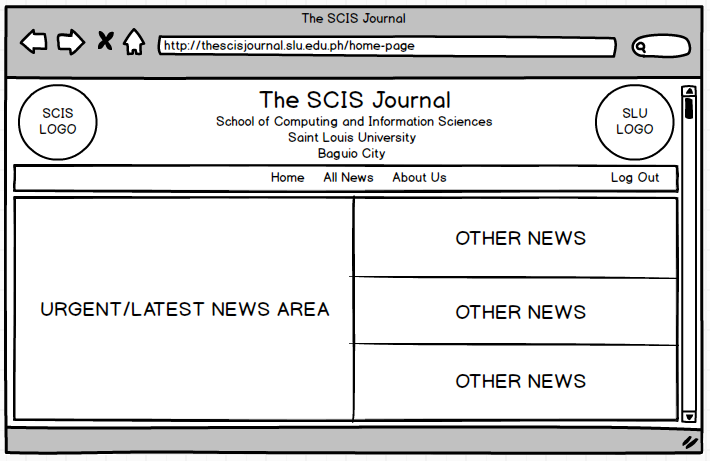 The SCIS Journal
http://thescisjournal.slu.edu.ph/home-page
SCIS
LOGO
The SCIS Journal
School of Computing and Information Sciences
Saint Louis University
Baguio City
SLU
LOGO
Home All News About Us Log Out
URGENT/LATEST NEWS AREA
OTHER NEWS
OTHER NEWS
OTHER NEWS